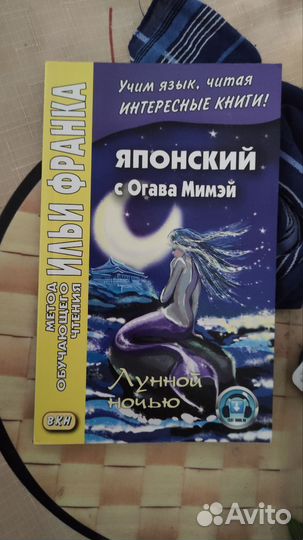 Учим язык, читая
ИНТЕРЕСНЫЕ КНИГИ!
МЕТОД
ОБУЧАЮЩЕГО
ЧТЕНИЯ
ИЛЬИ ФРАНКА
ЯПОНСКИЙ
с Огава Мимэй
Лунной
ночью
ВКН
Avito